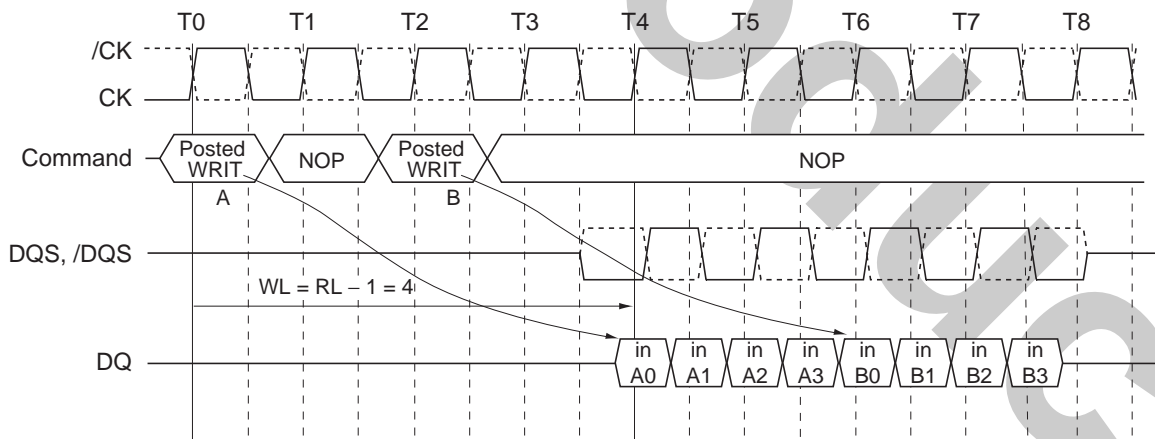 T0 T1 T2 T3 T4 T5 T6 T7 T8
/CK
CK
Command
Posted
WRIT
A
NOP
Posted
WRIT
B
NOP
DQS, /DQS
WL = RL − 1 = 4
DQ
in
A0
in
A1
in
A2
in
A3
in
B0
in
B1
in
B2
in
B3